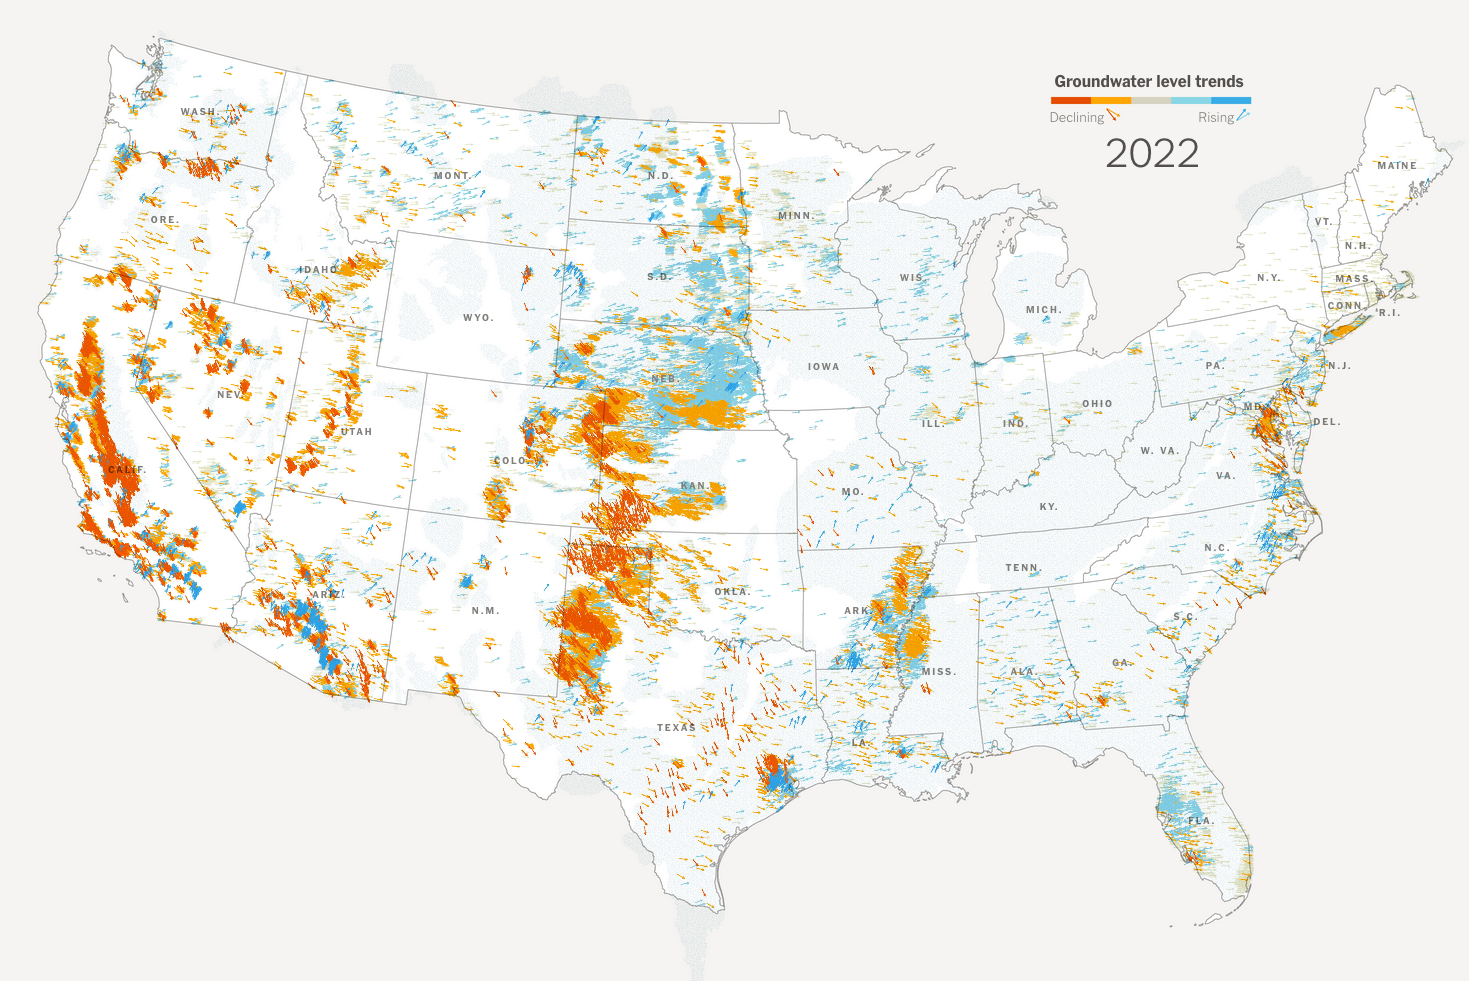 Groundwater level trends
Declining Rising
2022
WASH.
ORE.
IDAHO
MONT.
N.D.
MINN.
S.D.
WYO.
WIS.
MICH.
MAINE
VT.
N.H.
N.Y.
MASS.
CONN.
R.I.
CALIF.
NEV.
UTAH
COLO.
NEB.
IOWA
ILL.
IND.
OHIO
PA.
N.J.
MD.
DEL.
W. VA.
VA.
KAN.
MO.
KY.
ARIZ.
N.M.
OKLA.
ARK.
TENN.
N.C.
S.C.
TEXAS
LA.
MISS.
ALA.
GA.
FLA.